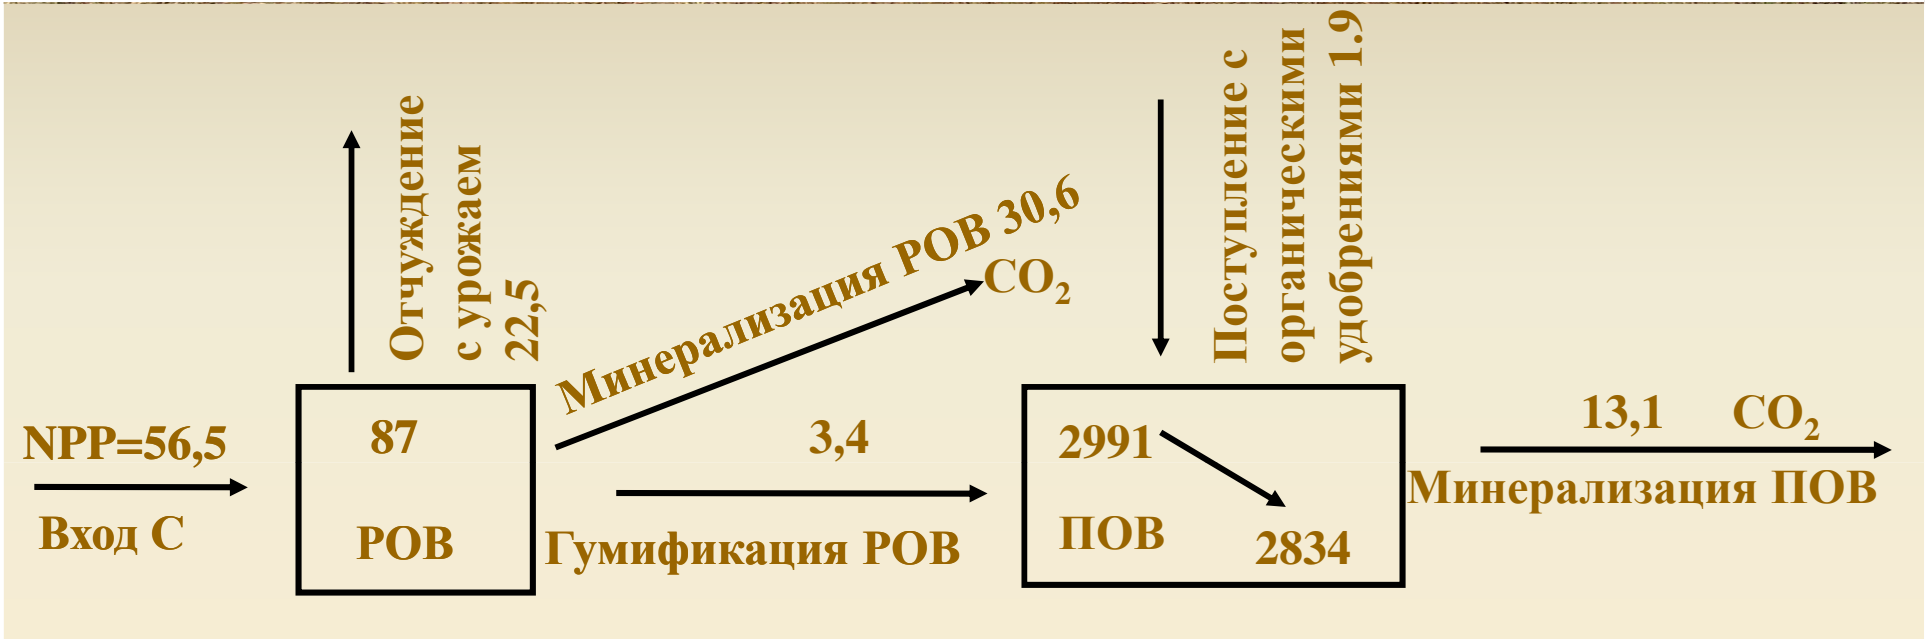 NPP=56,5
Вход С
Отчуждение
с урожаем
22,5
87
РОВ
Минерализация РОВ 30,6
CO₂
3,4
Гумификация РОВ
Поступление с
органическими
удобрениями 1.9
2991
ПОВ
2834
13,1 CO₂
Минерализация ПОВ